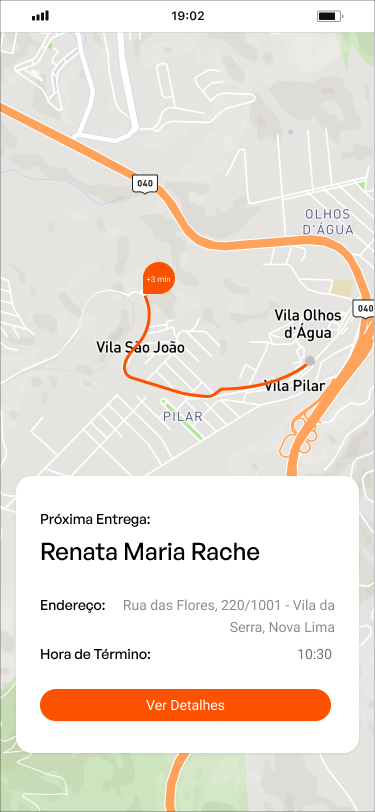 19:02
040
OLHOS
D'ÁGUA
+3 min
040
Vila Olhos
d'Água
Vila São João
Vila Pilar
PILAR
Próxima Entrega:
Renata Maria Rache
Endereço: Rua das Flores, 220/1001 - Vila da
Serra, Nova Lima
Hora de Término: 10:30
Ver Detalhes